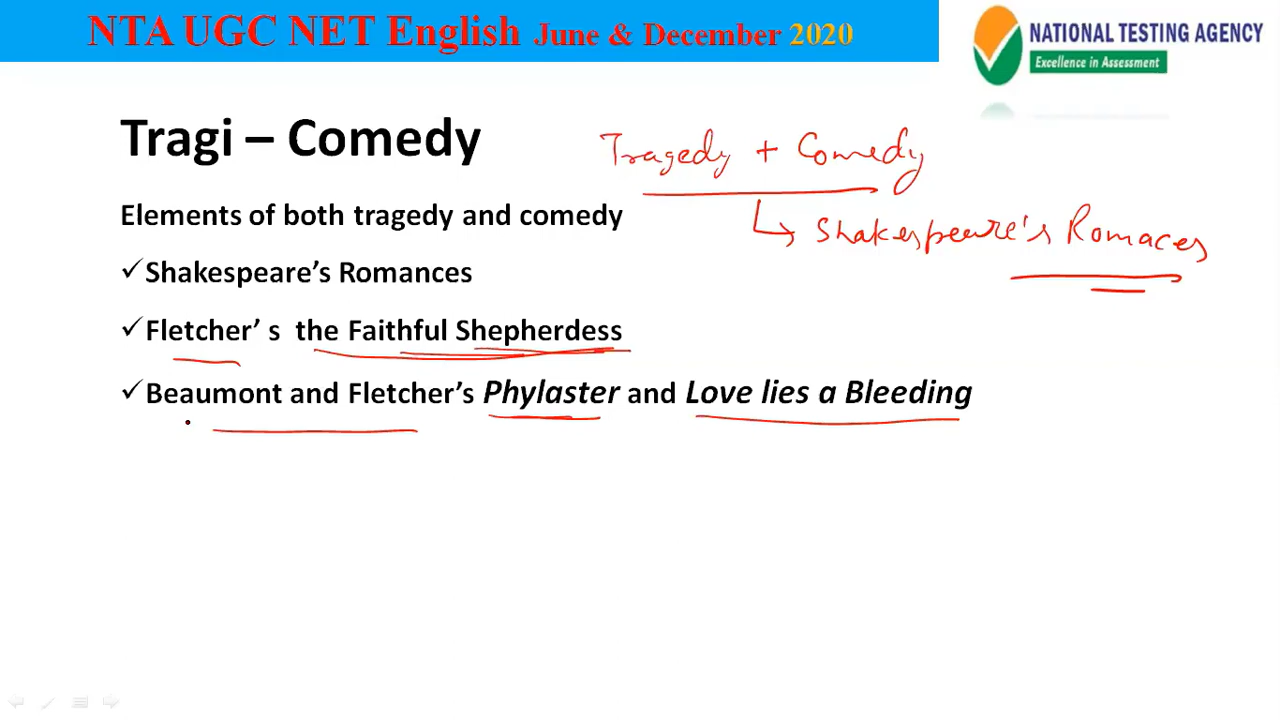 NTA UGC NET English June & December 2020
NATIONAL TESTING AGENCY
Excellence in Assessment
Tragi – Comedy
Tragedy + Comedy
Elements of both tragedy and comedy
Shakespeare's Romaces
✓Shakespeare’s Romances
✓Fletcher’ s the Faithful Shepherdess
✓Beaumont and Fletcher’s Phylaster and Love lies a Bleeding